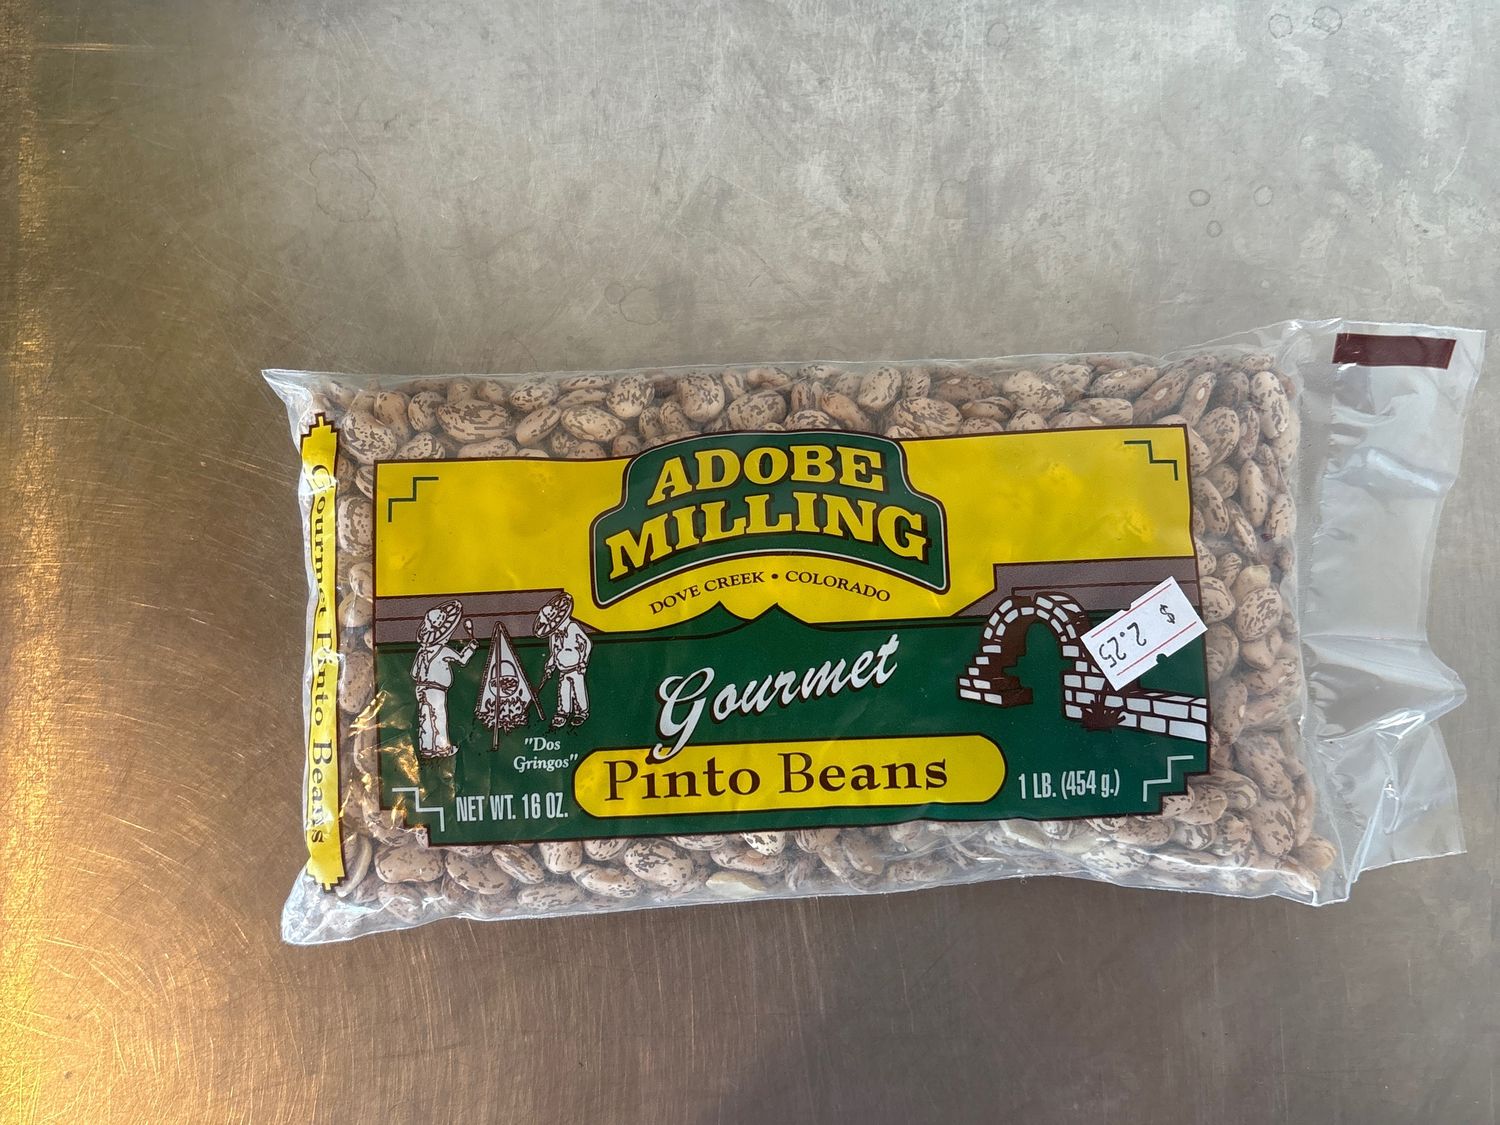 Gourmet Pinto Beans
ADOBE
MILLING
DOVE CREEK • COLORADO
$ 2.25
Gourmet
"Dos
Gringos"
Pinto Beans
NET WT. 16 OZ.
1 LB. (454 g.)